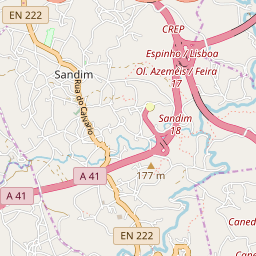 EN 222
CREP
Espinho / Lisboa
Ol. Azeméis / Feira
17
Sandim
Rua do Calvário
Sandim
18
A 41
177 m
A 41
EN 222
Cane
Caned